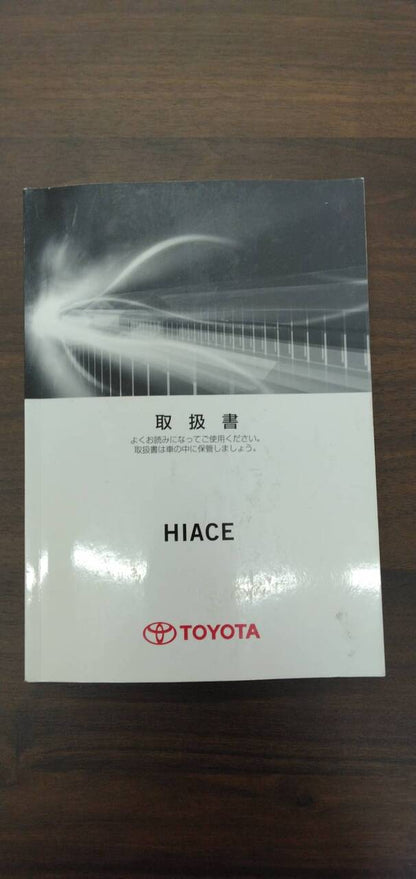 取扱書
よくお読みになってご使用ください。
取扱書は車の中に保管しましょう。
HIACE
TOYOTA